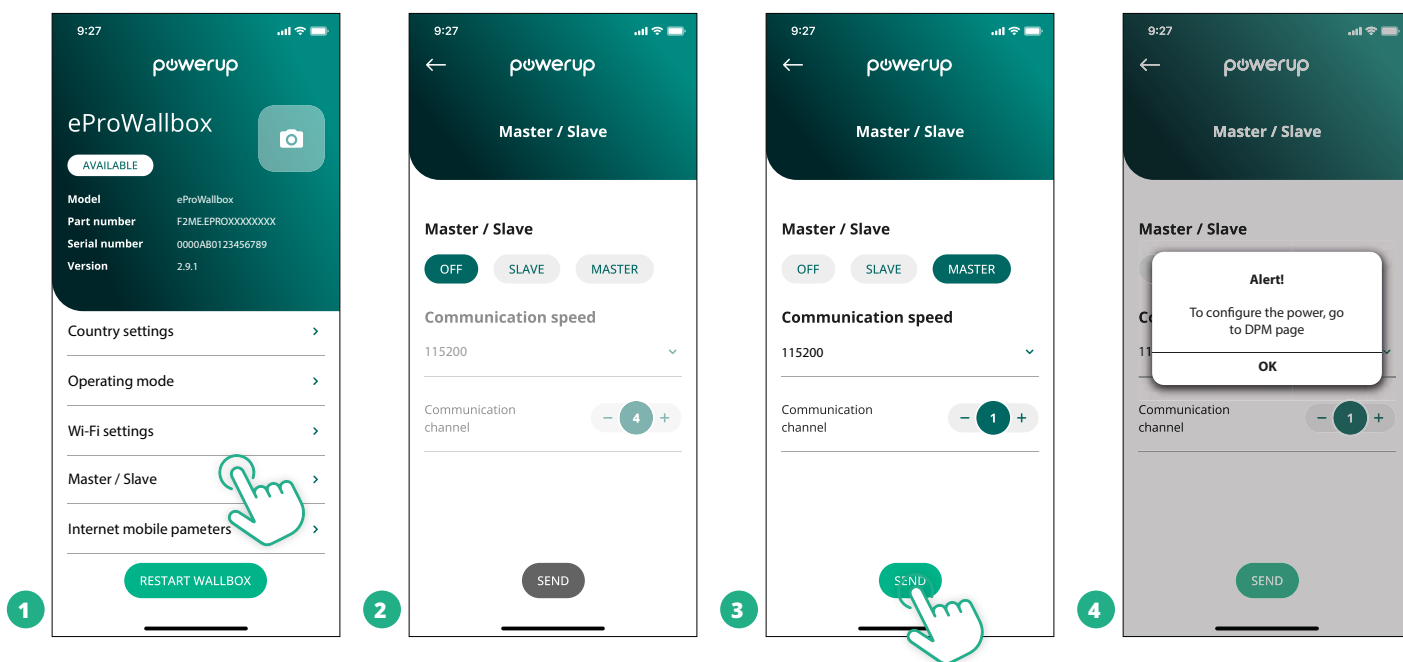 9:27
powerup
eProWallbox
AVAILABLE
Model eProWallbox
Part number F2ME.EPROXXXXXXXX
Serial number 0000AB0123456789
Version 2.9.1
Country settings
Operating mode
Wi-Fi settings
Master / Slave
Internet mobile pameters
RESTART WALLBOX
1
9:27
powerup
Master / Slave
Master / Slave
OFF SLAVE MASTER
Communication speed
115200
Communication
channel
- 4 +
SEND
2
9:27
powerup
Master / Slave
Master / Slave
OFF SLAVE MASTER
Communication speed
115200
Communication
channel
- 1 +
SEND
3
9:27
powerup
Master / Slave
Master / Slave
Alert!
To configure the power, go
to DPM page
OK
C
11
Communication
channel
- 1 +
SEND
4